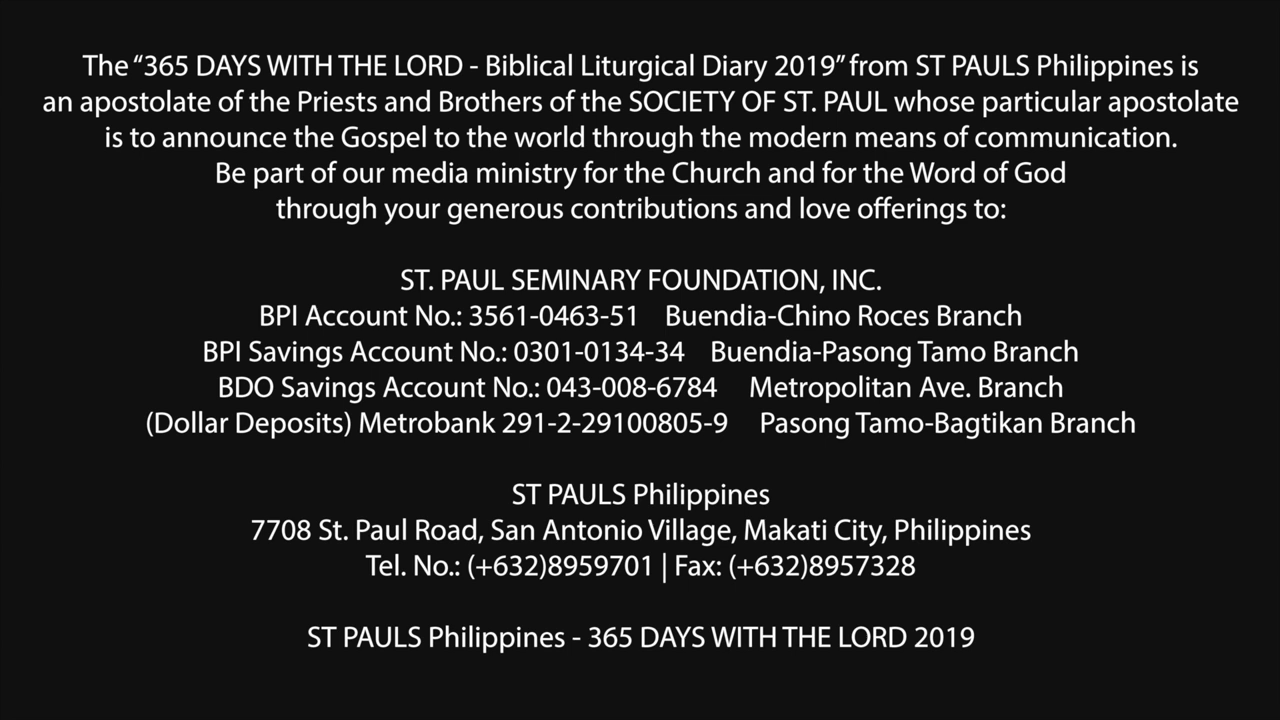 The “365 DAYS WITH THE LORD - Biblical Liturgical Diary 2019” from ST PAULS Philippines is
an apostolate of the Priests and Brothers of the SOCIETY OF ST. PAUL whose particular apostolate
is to announce the Gospel to the world through the modern means of communication.
Be part of our media ministry for the Church and for the Word of God
through your generous contributions and love offerings to:
ST. PAUL SEMINARY FOUNDATION, INC.
BPI Account No.: 3561-0463-51 Buendia-Chino Roces Branch
BPI Savings Account No.: 0301-0134-34 Buendia-Pasong Tamo Branch
BDO Savings Account No.: 043-008-6784 Metropolitan Ave. Branch
(Dollar Deposits) Metrobank 291-2-29100805-9 Pasong Tamo-Bagtikan Branch
ST PAULS Philippines
7708 St. Paul Road, San Antonio Village, Makati City, Philippines
Tel. No.: (+632)8959701 | Fax: (+632)8957328
ST PAULS Philippines - 365 DAYS WITH THE LORD 2019